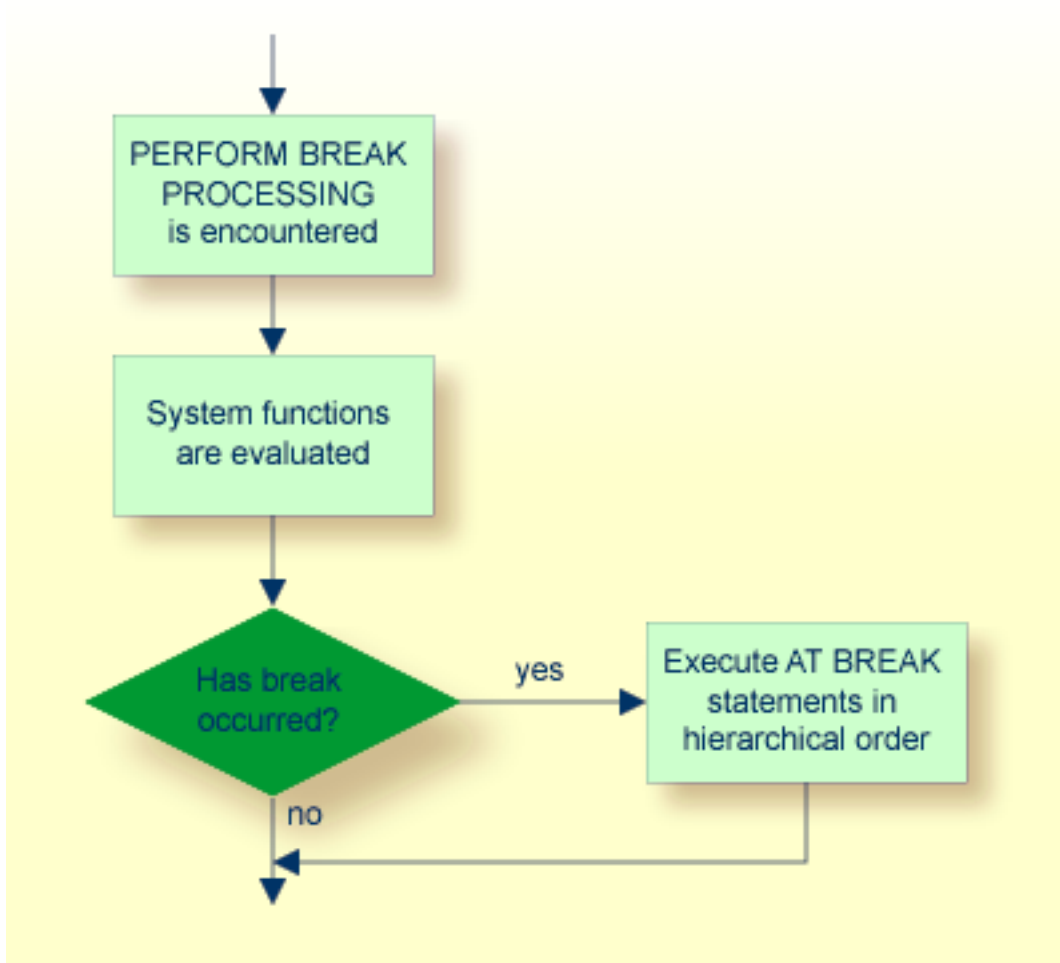 PERFORM BREAK
PROCESSING
is encountered
System functions
are evaluated
Has break
occurred?
yes
Execute AT BREAK
statements in
hierarchical order
no